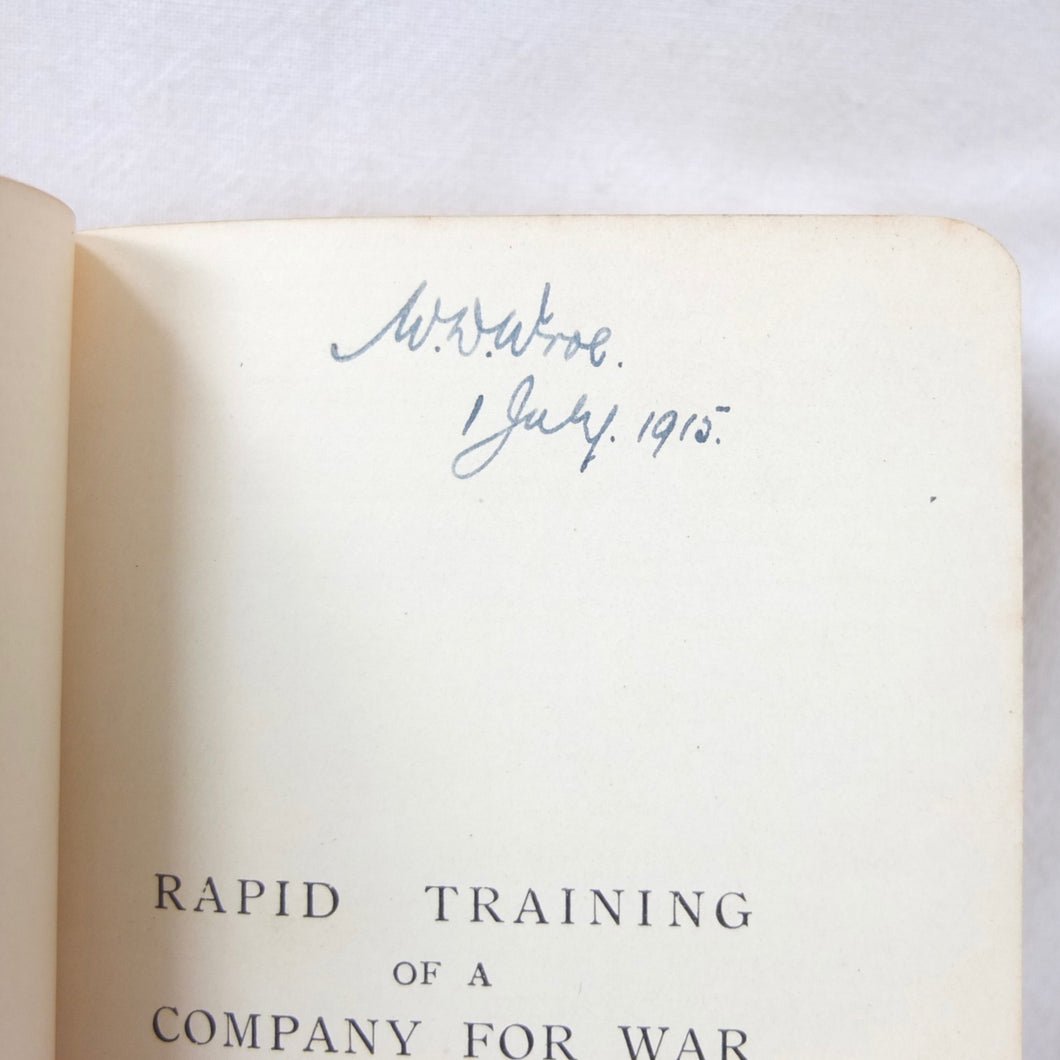 W.D.Wroe.
1 July. 1915.
RAPID TRAINING
OF A
COMPANY FOR WAR